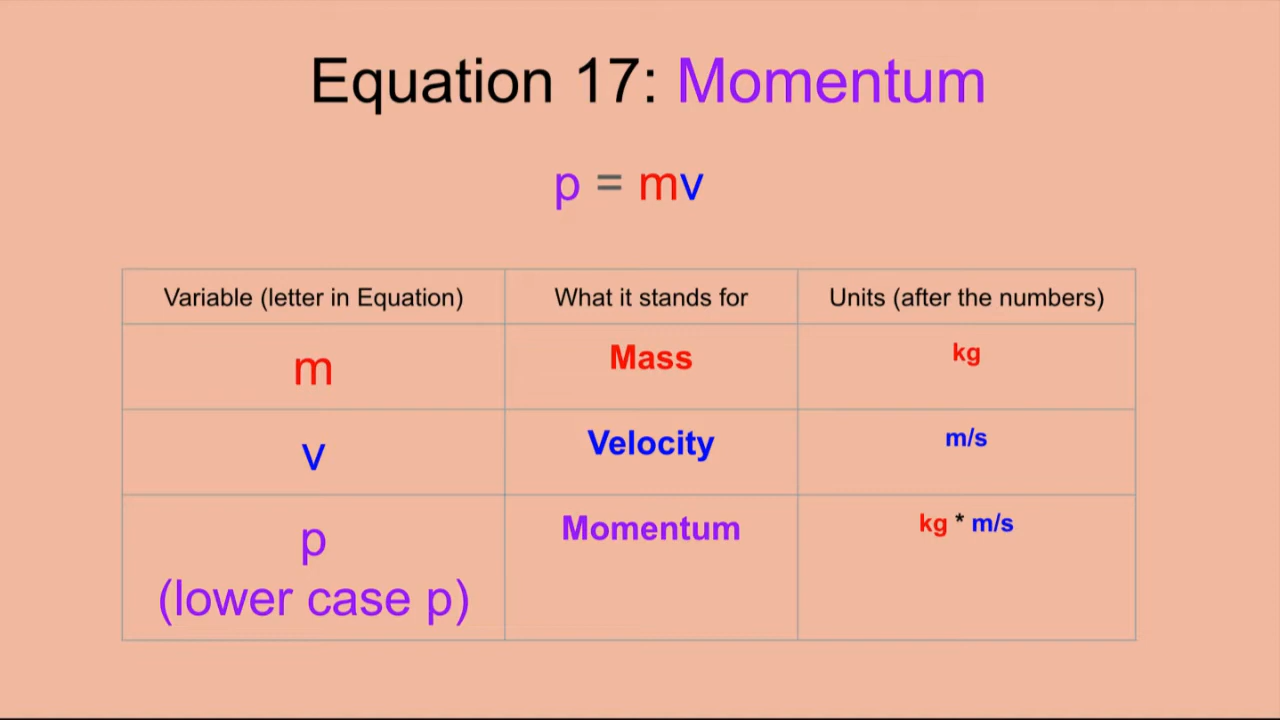 Equation 17: Momentum
p = mv
Variable (letter in Equation) What it stands for Units (after the numbers)
m Mass kg
v Velocity m/s
p Momentum kg * m/s
(lower case p)